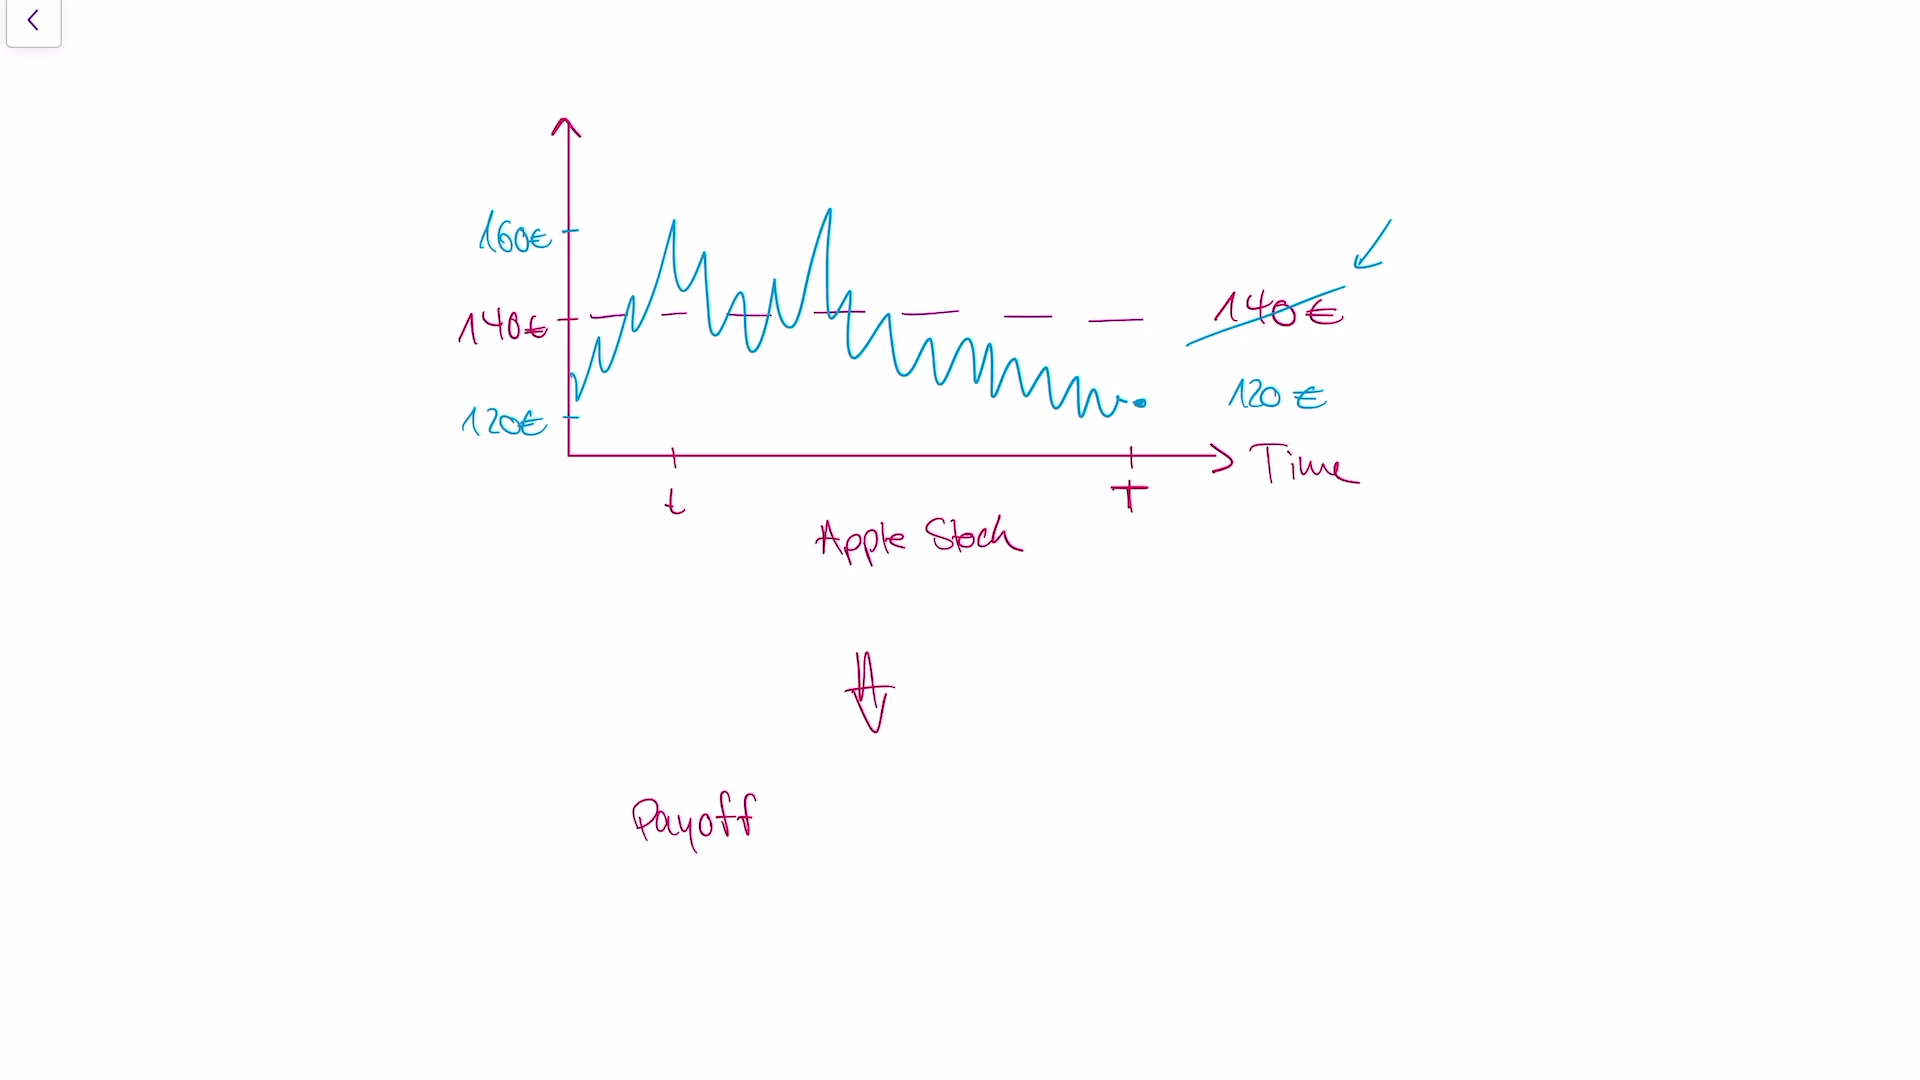 160€
140€
140€
120€
120€
Time
t
T
Apple Stock
Payoff